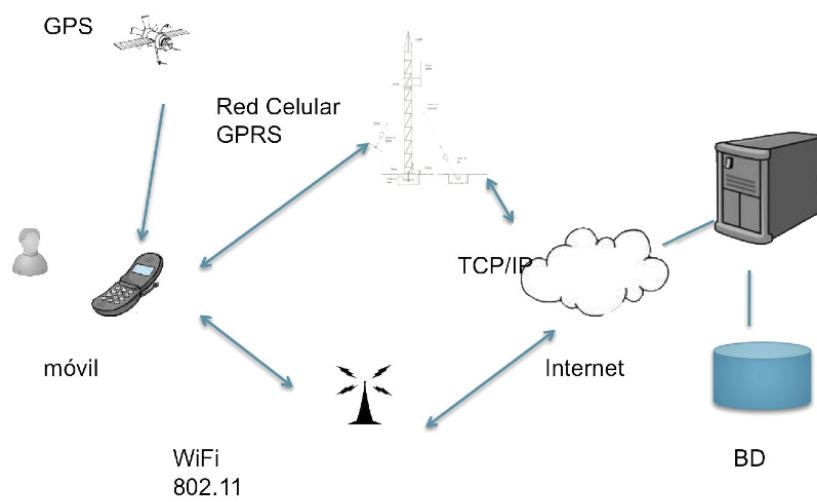 GPS
Red Celular
GPRS
TCP/IP
móvil
Internet
WiFi
802.11
BD